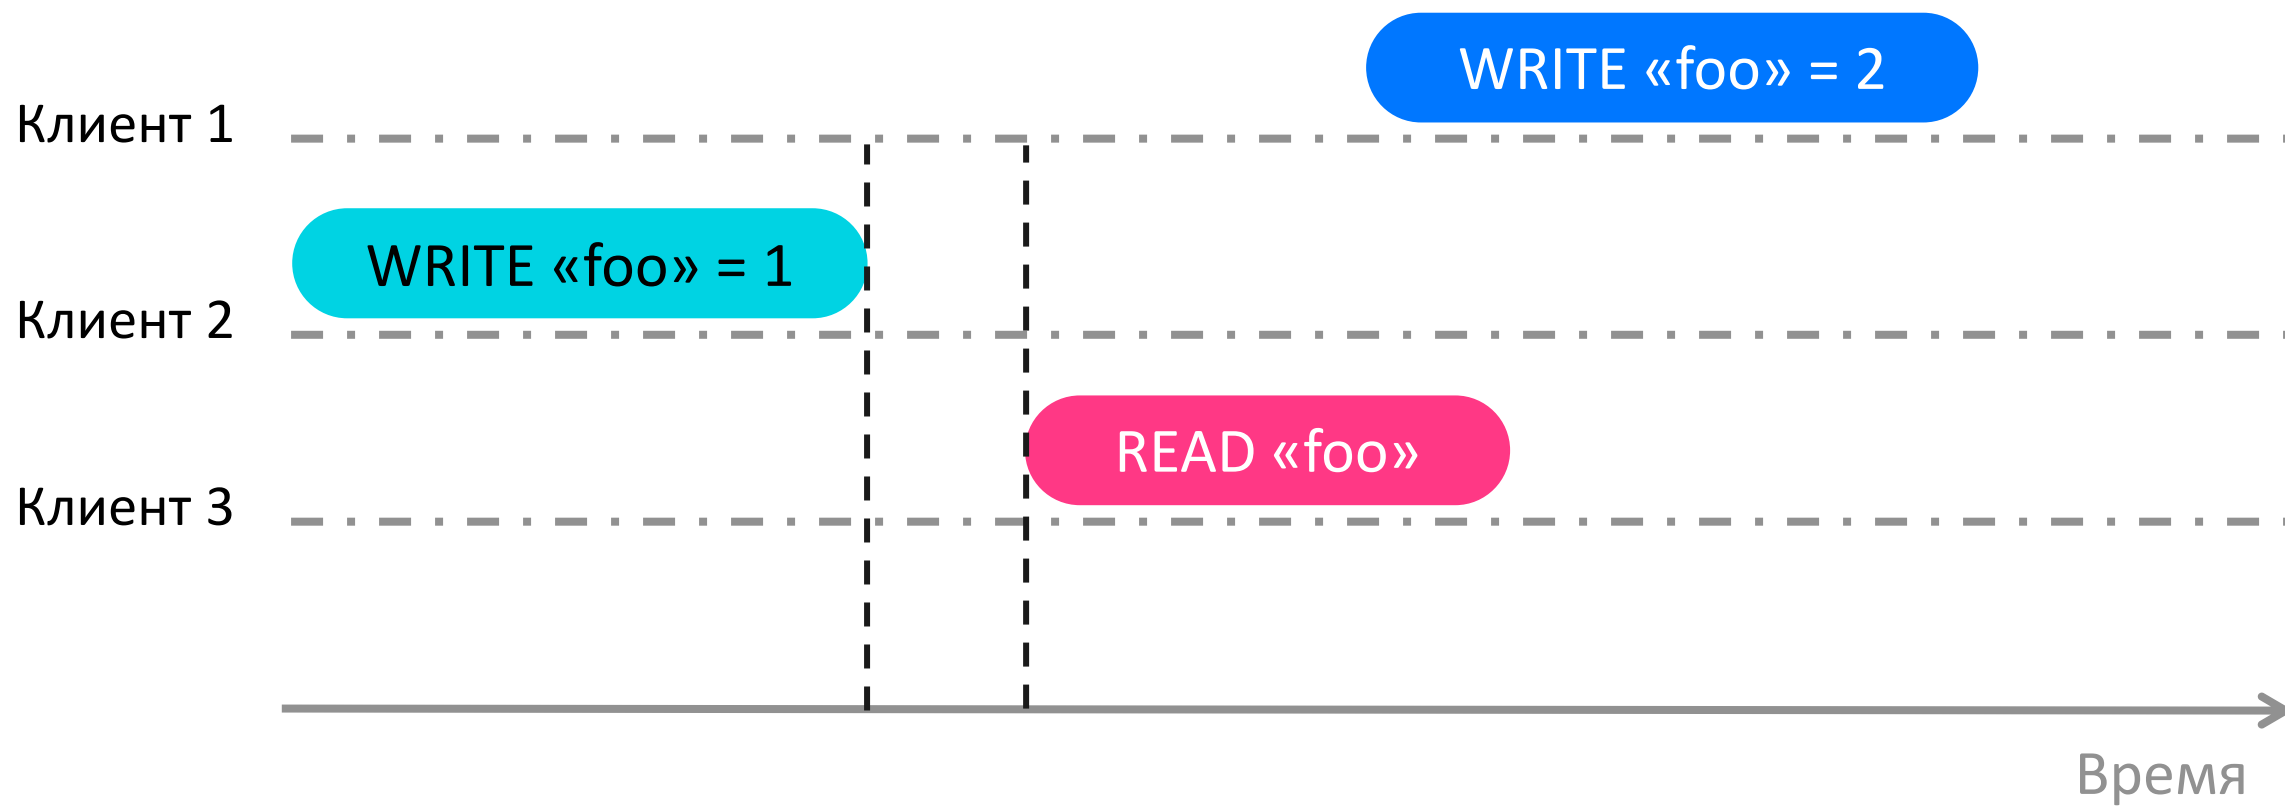 WRITE «foo» = 2
Клиент 1
WRITE «foo» = 1
Клиент 2
READ «foo»
Клиент 3
Время